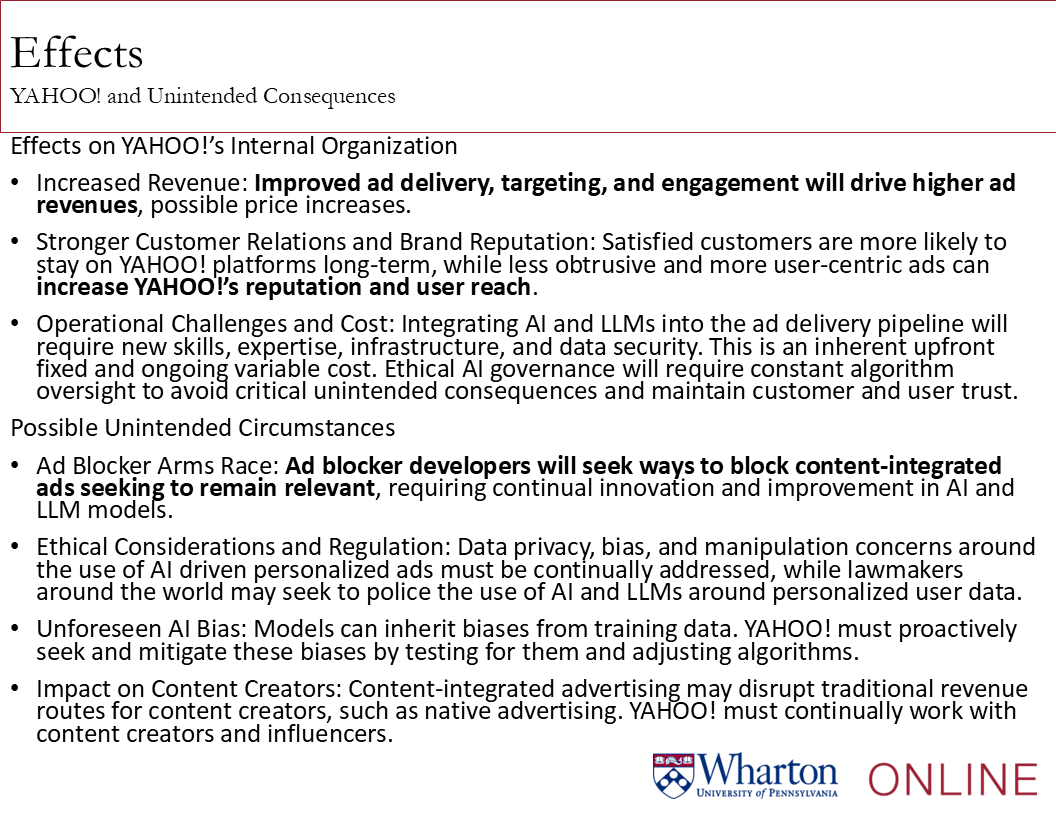 Effects
YAHOO! and Unintended Consequences
Effects on YAHOO!’s Internal Organization
• Increased Revenue: Improved ad delivery, targeting, and engagement will drive higher ad
revenues, possible price increases.
• Stronger Customer Relations and Brand Reputation: Satisfied customers are more likely to
stay on YAHOO! platforms long-term, while less obtrusive and more user-centric ads can
increase YAHOO!’s reputation and user reach.
• Operational Challenges and Cost: Integrating AI and LLMs into the ad delivery pipeline will
require new skills, expertise, infrastructure, and data security. This is an inherent upfront
fixed and ongoing variable cost. Ethical AI governance will require constant algorithm
oversight to avoid critical unintended consequences and maintain customer and user trust.
Possible Unintended Circumstances
• Ad Blocker Arms Race: Ad blocker developers will seek ways to block content-integrated
ads seeking to remain relevant, requiring continual innovation and improvement in AI and
LLM models.
• Ethical Considerations and Regulation: Data privacy, bias, and manipulation concerns around
the use of AI driven personalized ads must be continually addressed, while lawmakers
around the world may seek to police the use of AI and LLMs around personalized user data.
• Unforeseen AI Bias: Models can inherit biases from training data. YAHOO! must proactively
seek and mitigate these biases by testing for them and adjusting algorithms.
• Impact on Content Creators: Content-integrated advertising may disrupt traditional revenue
routes for content creators, such as native advertising. YAHOO! must continually work with
content creators and influencers.
Wharton ONLINE
UNIVERSITY of PENNSYLVANIA